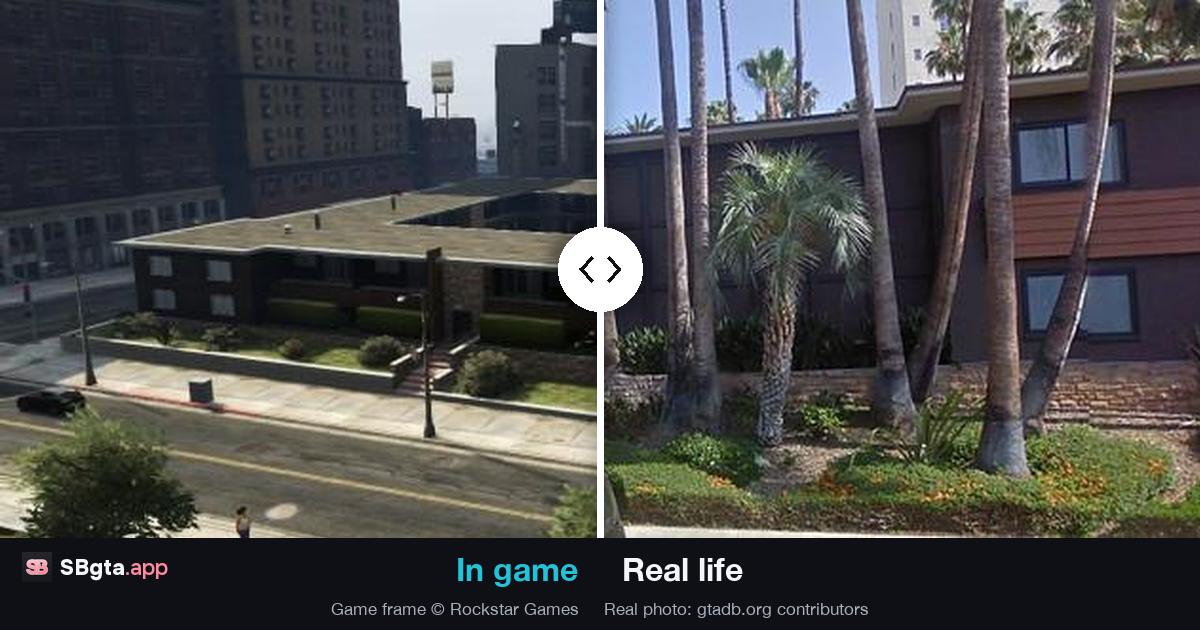 SB SBgta.app
In game Real life
Game frame © Rockstar Games Real photo: gtadb.org contributors